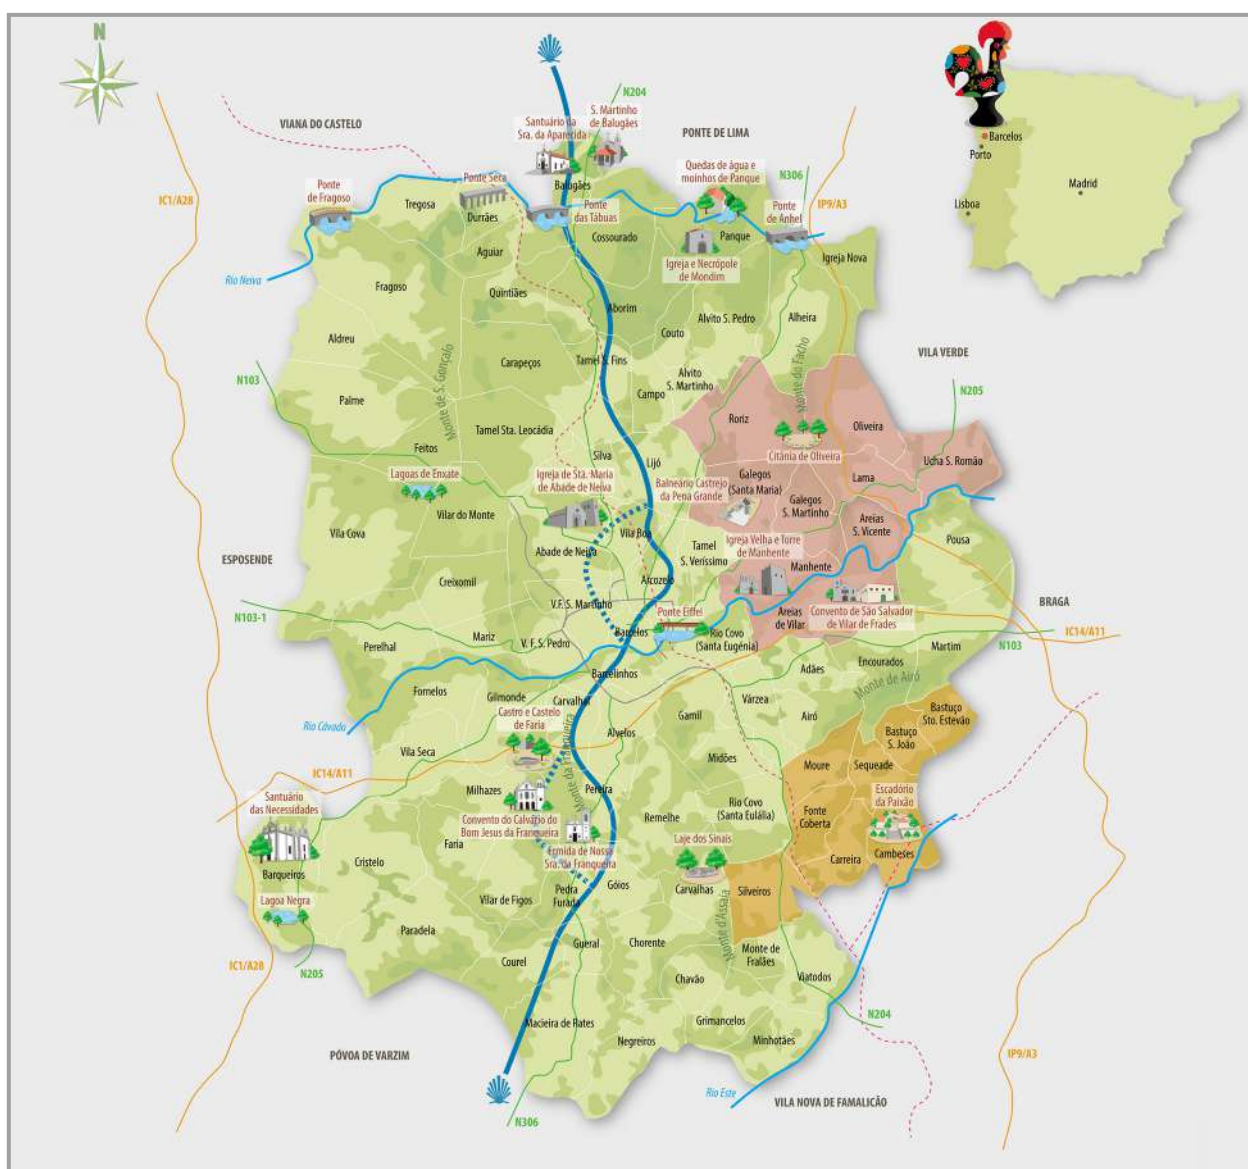 N
N204
S. Martinho
de Balugães
VIANA DO CASTELO
Santuário da
Sra. da Aparecida
PONTE DE LIMA
Barcelos
Porto
Quedas de água e
moinhos de Panque
N306
Madrid
Lisboa
IC1/A28
Ponte
de Fragoso
Ponte Seca
Balugães
IP9/A3
Tregosa
Durrães
Ponte
das Tábuas
Ponte
de Anhel
Cossourado
Panque
Aguiar
Igreja Nova
Igreja e Necrópole
de Mondim
Rio Neiva
Fragoso
Quintiães
Aborim
Alvito S. Pedro
Alheira
Couto
Aldreu
Monte de S. Gonçalo
Carapeços
Tamel S. Fins
Monte do Facho
VILA VERDE
N103
Alvito
S. Martinho
Campo
N205
Palme
Roriz
Oliveira
Tamel Sta. Leocádia
Feitos
Silva
Lijó
Citânia de Oliveira
Ucha S. Romão
Lagoas de Enxate
Igreja de Sta. Maria
de Abade de Neiva
Balneário Castrejo
da Pena Grande
Galegos
(Santa Maria)
Lama
Galegos
S. Martinho
Vilar do Monte
Areias
S. Vicente
Vila Cova
Vila Boa
Pousa
Tamel
S. Veríssimo
Igreja Velha e Torre
de Manhente
Abade de Neiva
ESPOSENDE
Manhente
Creixomil
Arcozelo
V.F. S. Martinho
Ponte Eiffel
Areias
de Vilar
Convento de São Salvador
de Vilar de Frades
BRAGA
N103-1
IC14/A11
Mariz
V. F. S. Pedro
Barcelos
Rio Covo
(Santa Eugénia)
Perelhal
Martim
N103
Encourados
Adães
Barcelinhos
Monte de Airó
Fornelos
Gilmonde
Carvalhal
Várzea
Bastuço
Sto. Estevão
Castro e Castelo
de Faria
Gamil
Airó
Rio Cávado
Alvelos
Bastuço
S. João
Monte da Franqueira
Vila Seca
Midões
Moure
Sequeade
IC14/A11
Milhazes
Pereira
Santuário
das Necessidades
Escadório
da Paixão
Convento do Calvário do
Bom Jesus da Franqueira
Remelhe
Rio Covo
(Santa Eulália)
Fonte
Coberta
Laje dos Sinais
Faria
Ermida de Nossa
Sra. da Franqueira
Carreira
Cambeses
Cristelo
Barqueiros
Góios
Carvalhas
Silveiros
Pedra
Furada
Vilar de Figos
Lagoa Negra
Monte d'Assaia
Paradela
Gueral
Chorente
Monte de
Fralães
Courel
IC1/A28
N205
Chavão
Viatodos
N204
Macieira de Rates
Grimancelos
Negreiros
Minhotães
PÓVOA DE VARZIM
IP9/A3
Rio Este
VILA NOVA DE FAMALICÃO
N306